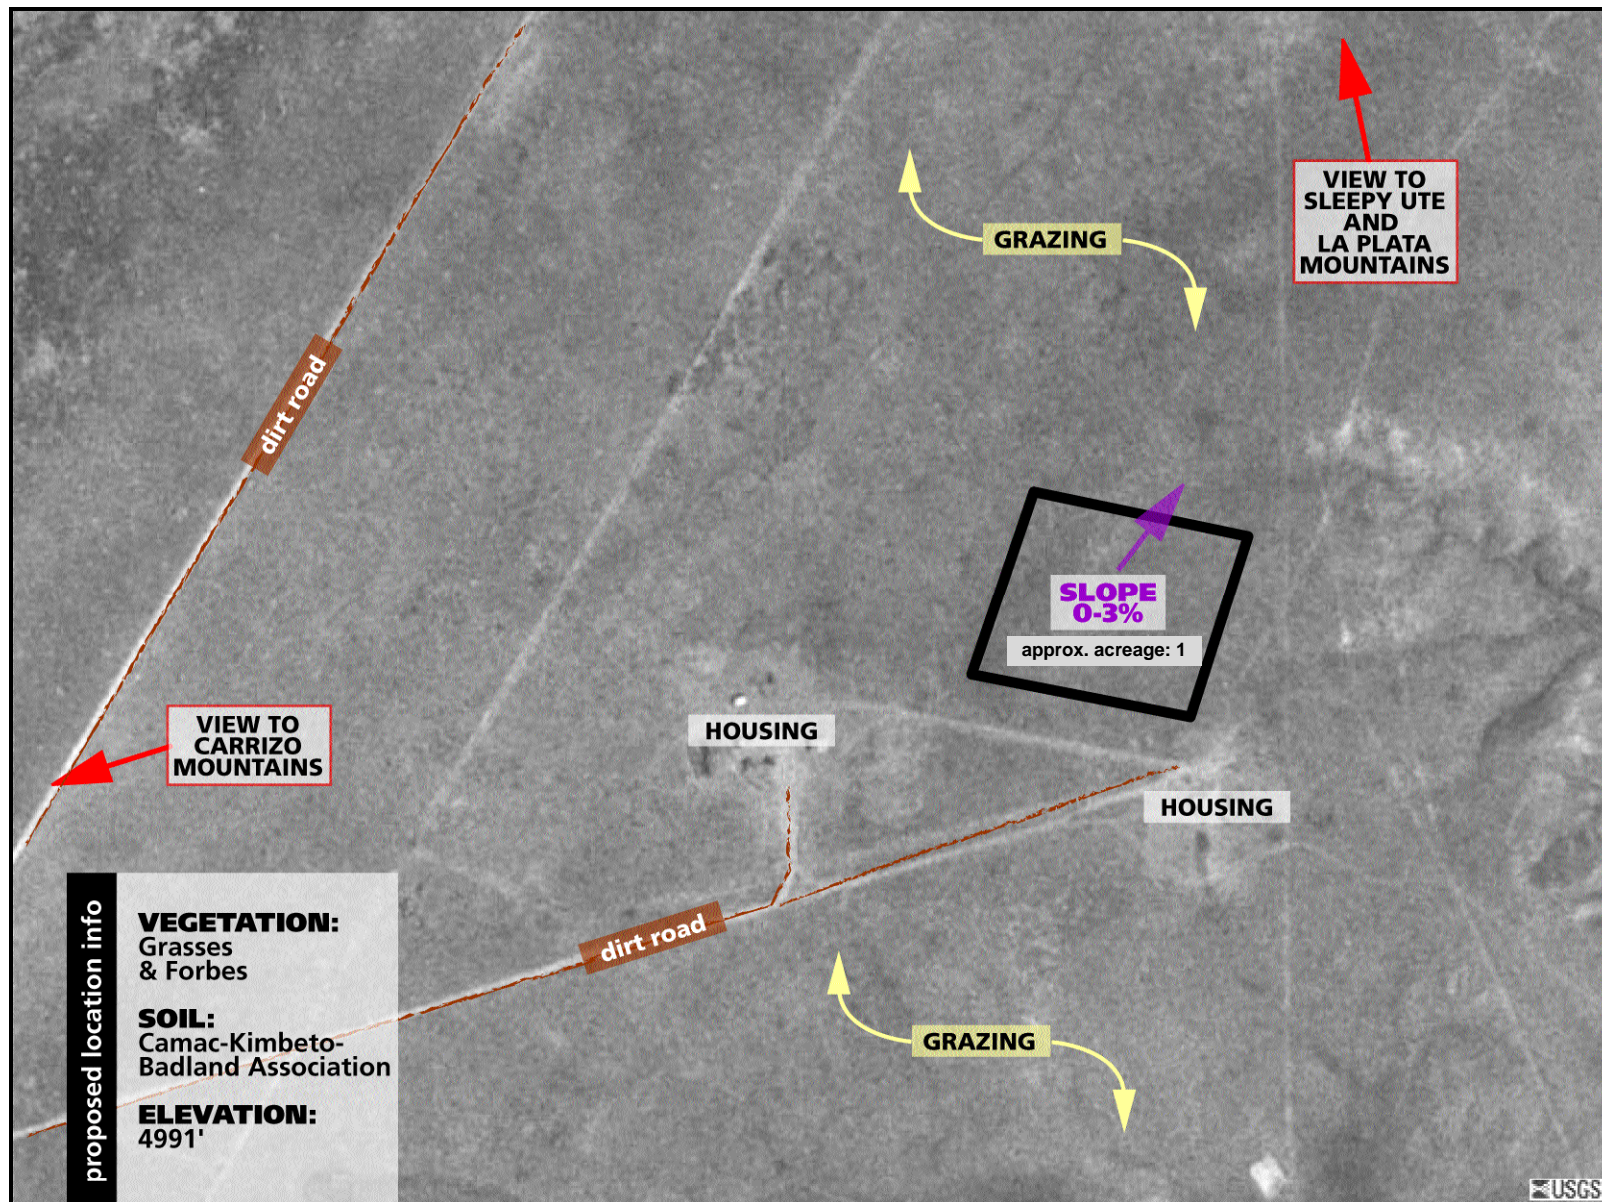 VIEW TO
SLEEPY UTE
AND
LA PLATA
MOUNTAINS
GRAZING
dirt road
SLOPE
0-3%
approx. acreage: 1
VIEW TO
CARRIZO
MOUNTAINS
HOUSING
HOUSING
dirt road
GRAZING
proposed location info
VEGETATION:
Grasses
& Forbes
SOIL:
Camac-Kimbeto-
Badland Association
ELEVATION:
4991'
USGS